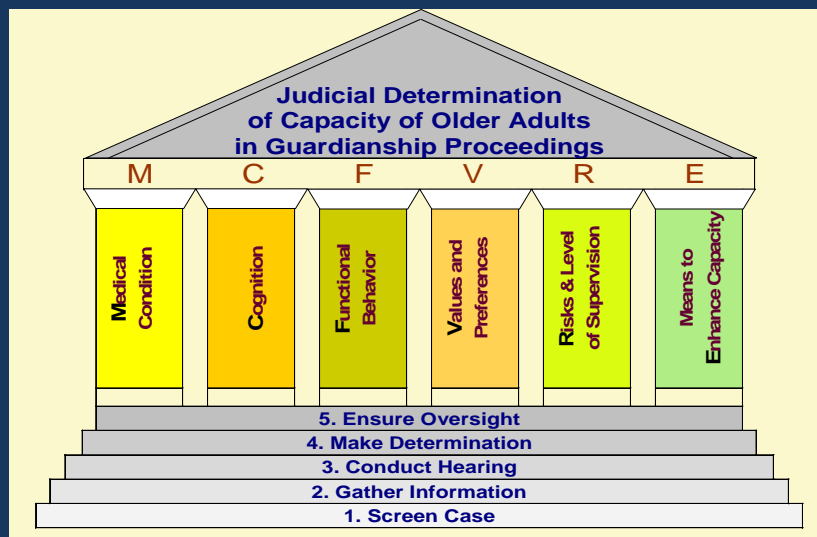 Judicial Determination
of Capacity of Older Adults
in Guardianship Proceedings
M C F V R E
Medical
Condition
Cognition
Functional
Behavior
Values and
Preferences
Risks & Level
of Supervision
Means to
Enhance Capacity
5. Ensure Oversight
4. Make Determination
3. Conduct Hearing
2. Gather Information
1. Screen Case